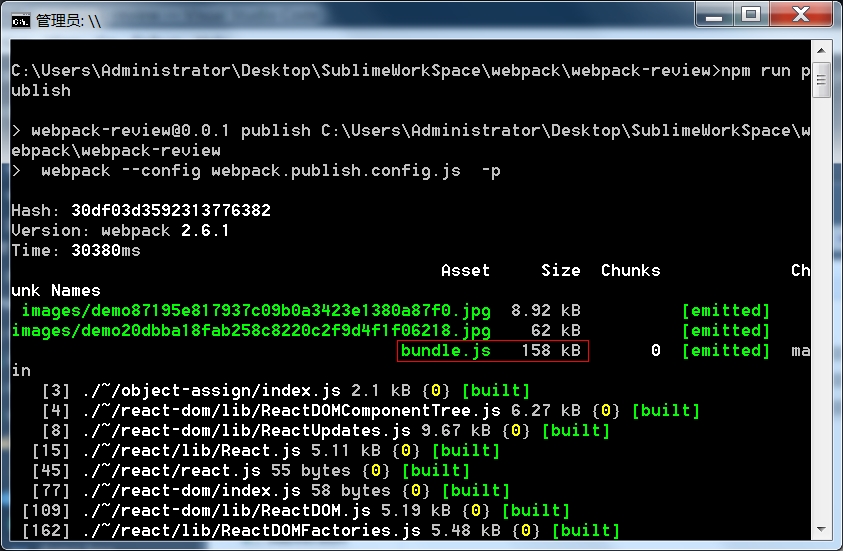 管理员: \\
C:\Users\Administrator\Desktop\SublimeWorkSpace\webpack\webpack-review>npm run p
ublish
> webpack-review@0.0.1 publish C:\Users\Administrator\Desktop\SublimeWorkSpace\w
ebpack\webpack-review
>  webpack --config webpack.publish.config.js  -p
Hash: 30df03d3592313776382
Version: webpack 2.6.1
Time: 30380ms
Asset     Size  Chunks             Ch
unk Names
images/demo87195e817937c09b0a3423e1380a87f0.jpg  8.92 kB          [emitted]
images/demo20dbba18fab258c8220c2f9d4f1f06218.jpg    62 kB          [emitted]
bundle.js   158 kB       0  [emitted]  ma
in
[3] ./~/object-assign/index.js 2.1 kB {0} [built]
[4] ./~/react-dom/lib/ReactDOMComponentTree.js 6.27 kB {0} [built]
[8] ./~/react-dom/lib/ReactUpdates.js 9.67 kB {0} [built]
[15] ./~/react/lib/React.js 5.11 kB {0} [built]
[45] ./~/react/react.js 55 bytes {0} [built]
[77] ./~/react-dom/index.js 58 bytes {0} [built]
[109] ./~/react-dom/lib/ReactDOM.js 5.19 kB {0} [built]
[162] ./~/react/lib/ReactDOMFactories.js 5.48 kB {0} [built]